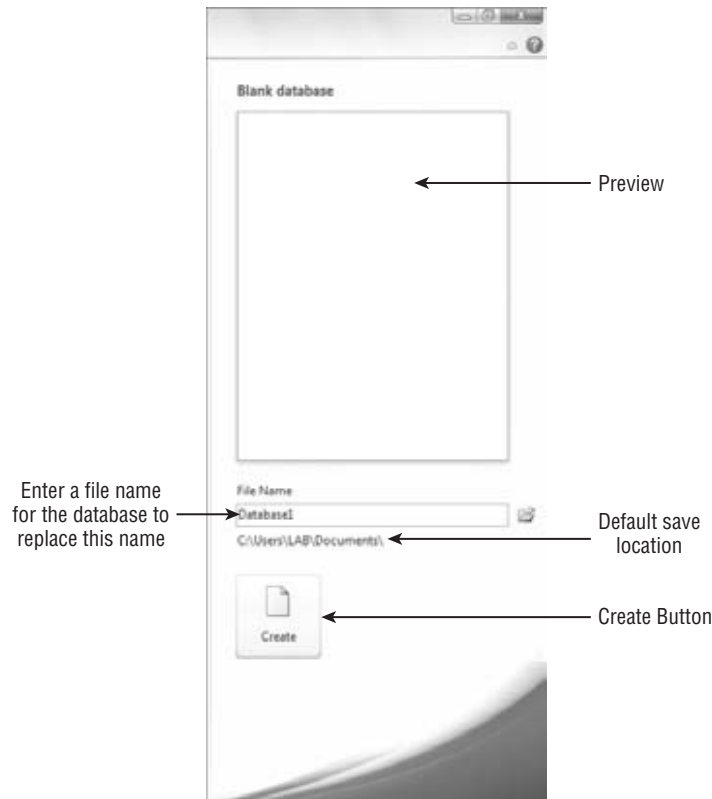 Blank database
Preview
File Name
Enter a file name
for the database to
replace this name
Database1
C:\Users\LAB\Documents\
Default save
location
Create
Create Button